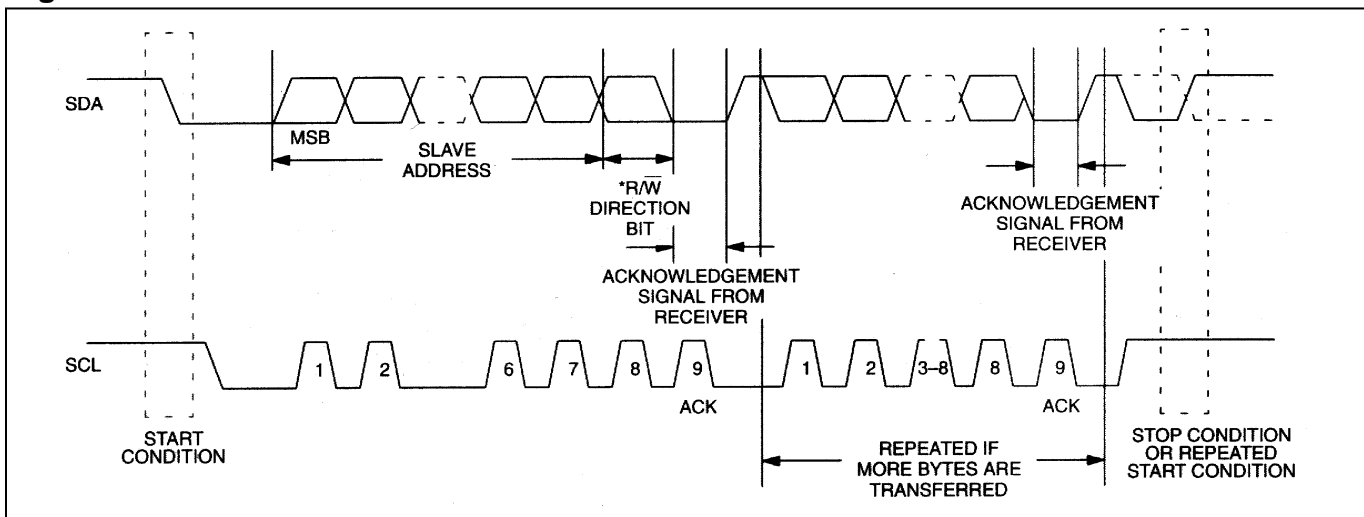 SDA
MSB
SLAVE
ADDRESS
*R/W̅
DIRECTION
BIT
ACKNOWLEDGEMENT
SIGNAL FROM
RECEIVER
ACKNOWLEDGEMENT
SIGNAL FROM
RECEIVER
SCL
1
2
6
7
8
9
1
2
3–8
8
9
ACK
ACK
START
CONDITION
REPEATED IF
MORE BYTES ARE
TRANSFERRED
STOP CONDITION
OR REPEATED
START CONDITION